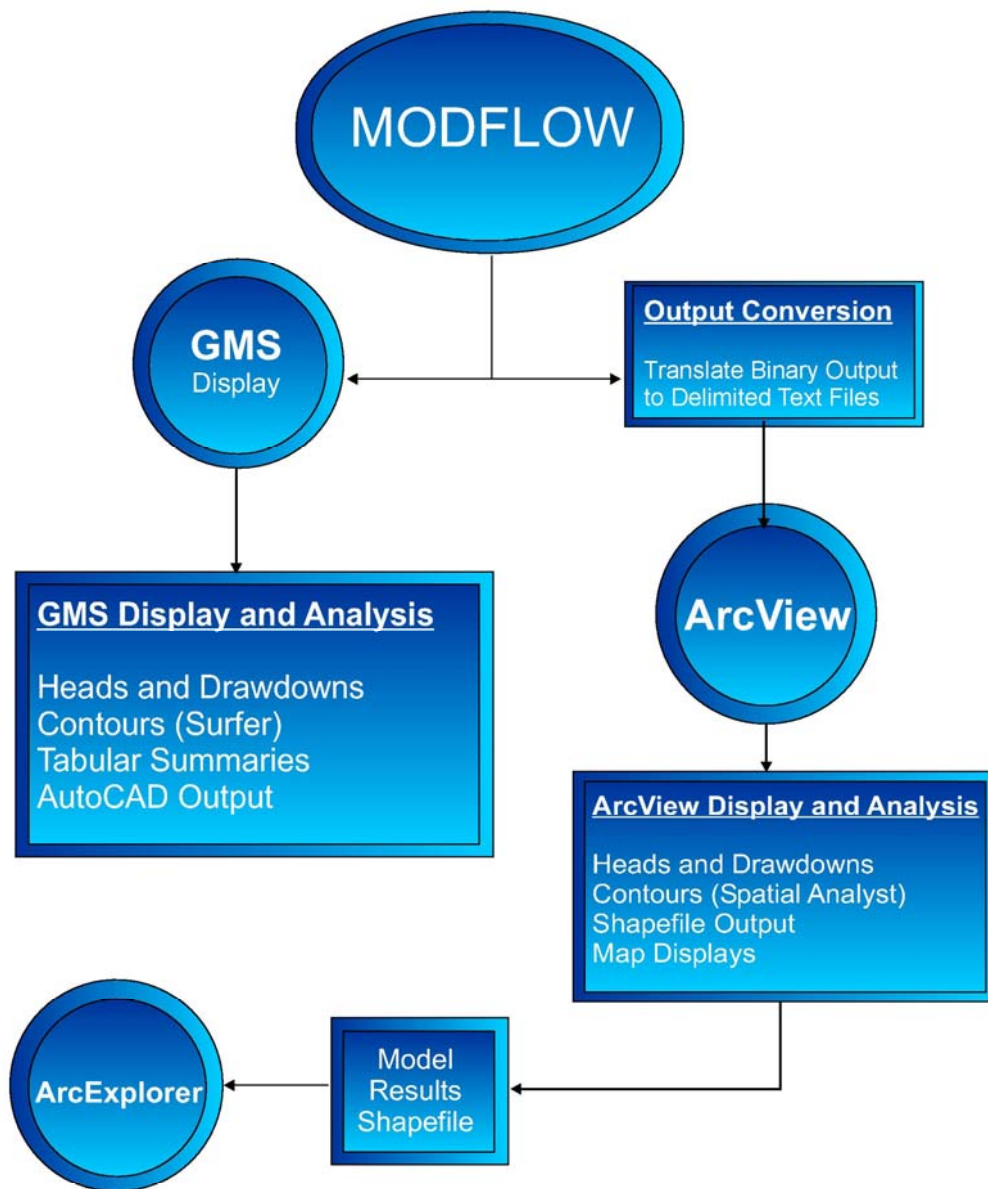 MODFLOW
GMS
Display
Output Conversion
Translate Binary Output
to Delimited Text Files
GMS Display and Analysis
Heads and Drawdowns
Contours (Surfer)
Tabular Summaries
AutoCAD Output
ArcView
ArcView Display and Analysis
Heads and Drawdowns
Contours (Spatial Analyst)
Shapefile Output
Map Displays
Model
Results
Shapefile
ArcExplorer